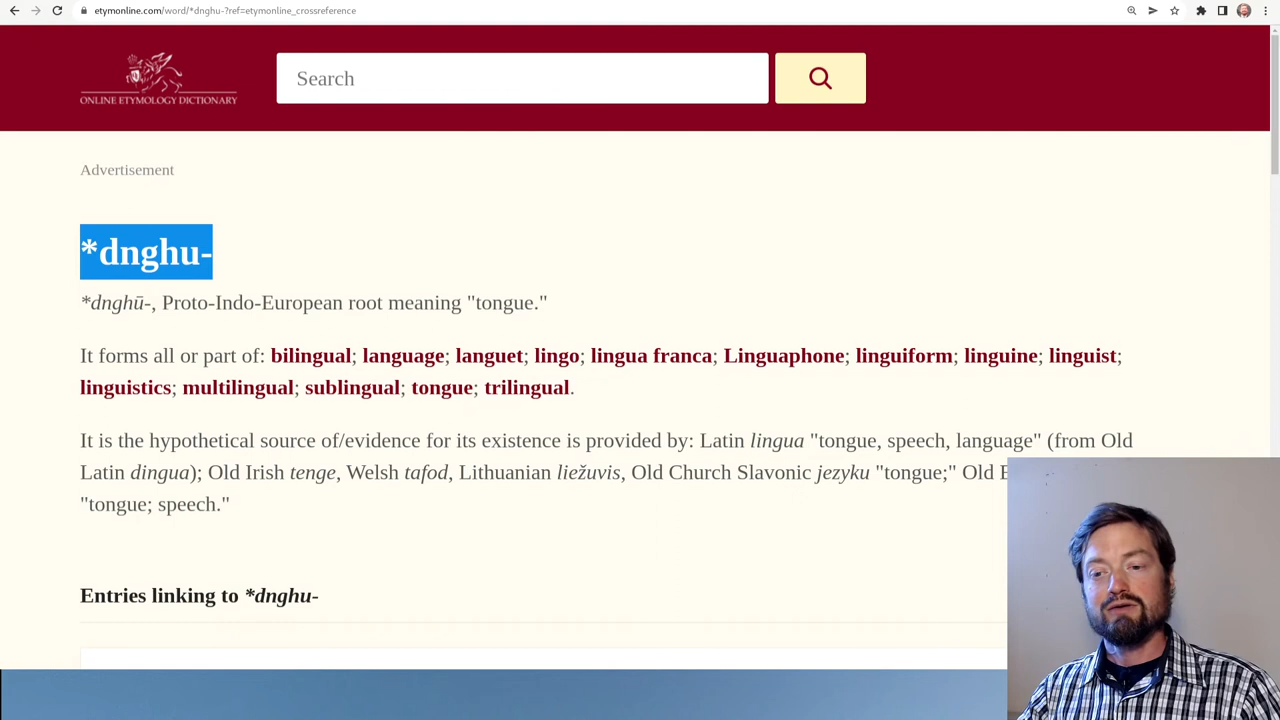 etymonline.com/word/*dnghu-?ref=etymonline_crossreference
ONLINE ETYMOLOGY DICTIONARY
Search
Advertisement
*dnghu-
*dnghū-, Proto-Indo-European root meaning "tongue."
It forms all or part of: bilingual; language; languet; lingo; lingua franca; Linguaphone; linguiform; linguine; linguist;
linguistics; multilingual; sublingual; tongue; trilingual.
It is the hypothetical source of/evidence for its existence is provided by: Latin lingua "tongue, speech, language" (from Old
Latin dingua); Old Irish tenge, Welsh tafod, Lithuanian liežuvis, Old Church Slavonic jezyku "tongue;" Old
"tongue; speech."
Entries linking to *dnghu-